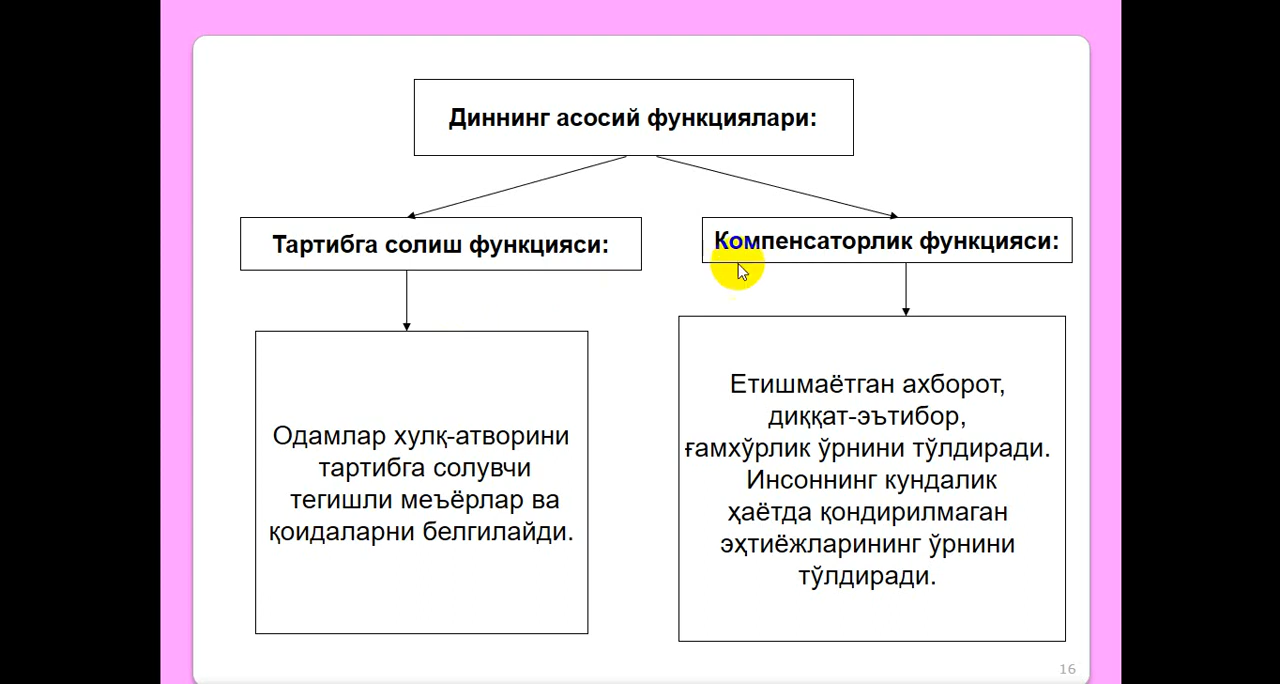 Диннинг асосий функциялари:
Тартибга солиш функцияси:
Компенсаторлик функцияси:
Одамлар хулқ-атворини
тартибга солувчи
тегишли меъёрлар ва
қоидаларни белгилайди.
Етишмаётган ахборот,
диққат-эътибор,
ғамхўрлик ўрнини тўлдиради.
Инсоннинг кундалик
ҳаётда қондирилмаган
эҳтиёжларининг ўрнини
тўлдиради.
16